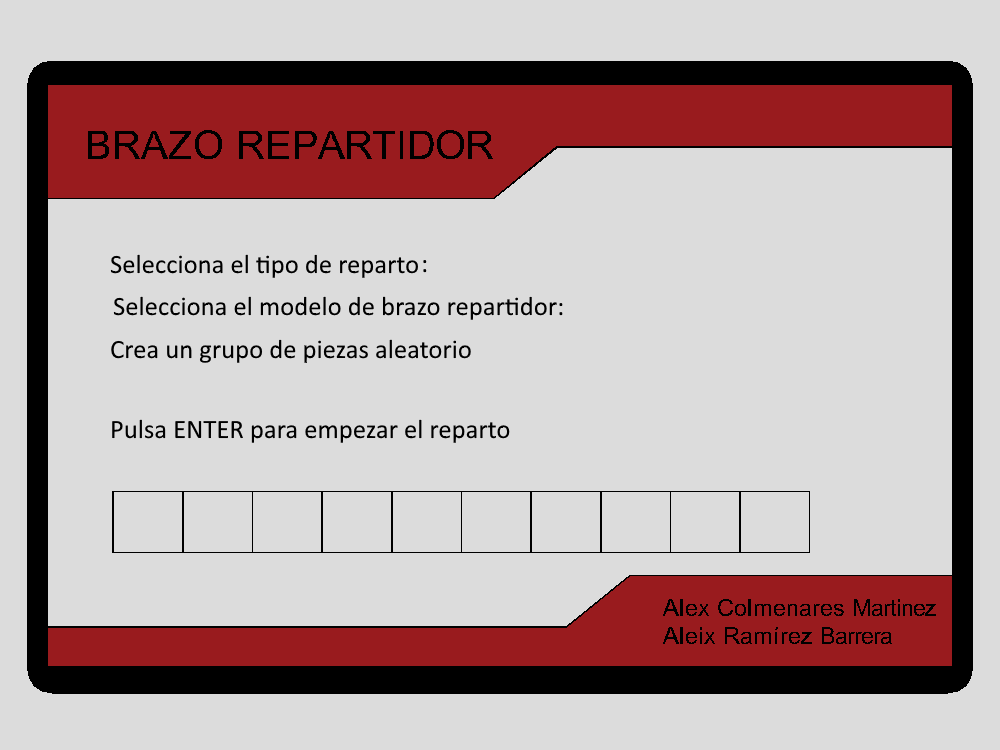 BRAZO REPARTIDOR
Selecciona el tipo de reparto:
Selecciona el modelo de brazo repartidor:
Crea un grupo de piezas aleatorio
Pulsa ENTER para empezar el reparto
Alex Colmenares Martinez
Aleix Ramírez Barrera